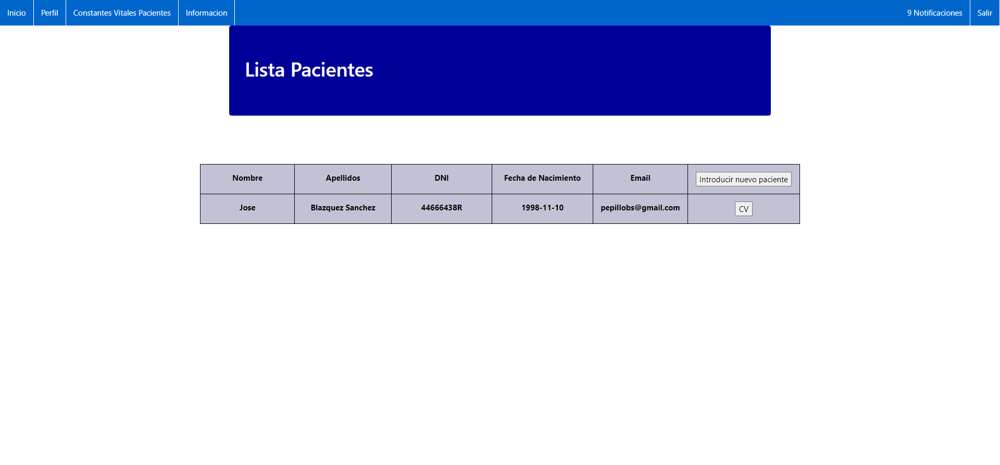 Inicio Perfil Constantes Vitales Pacientes Informacion 9 Notificaciones Salir
Lista Pacientes
Nombre Apellidos DNI Fecha de Nacimiento Email Introducir nuevo paciente
Jose Blazquez Sanchez 44666438R 1998-11-10 pepillobs@gmail.com CV